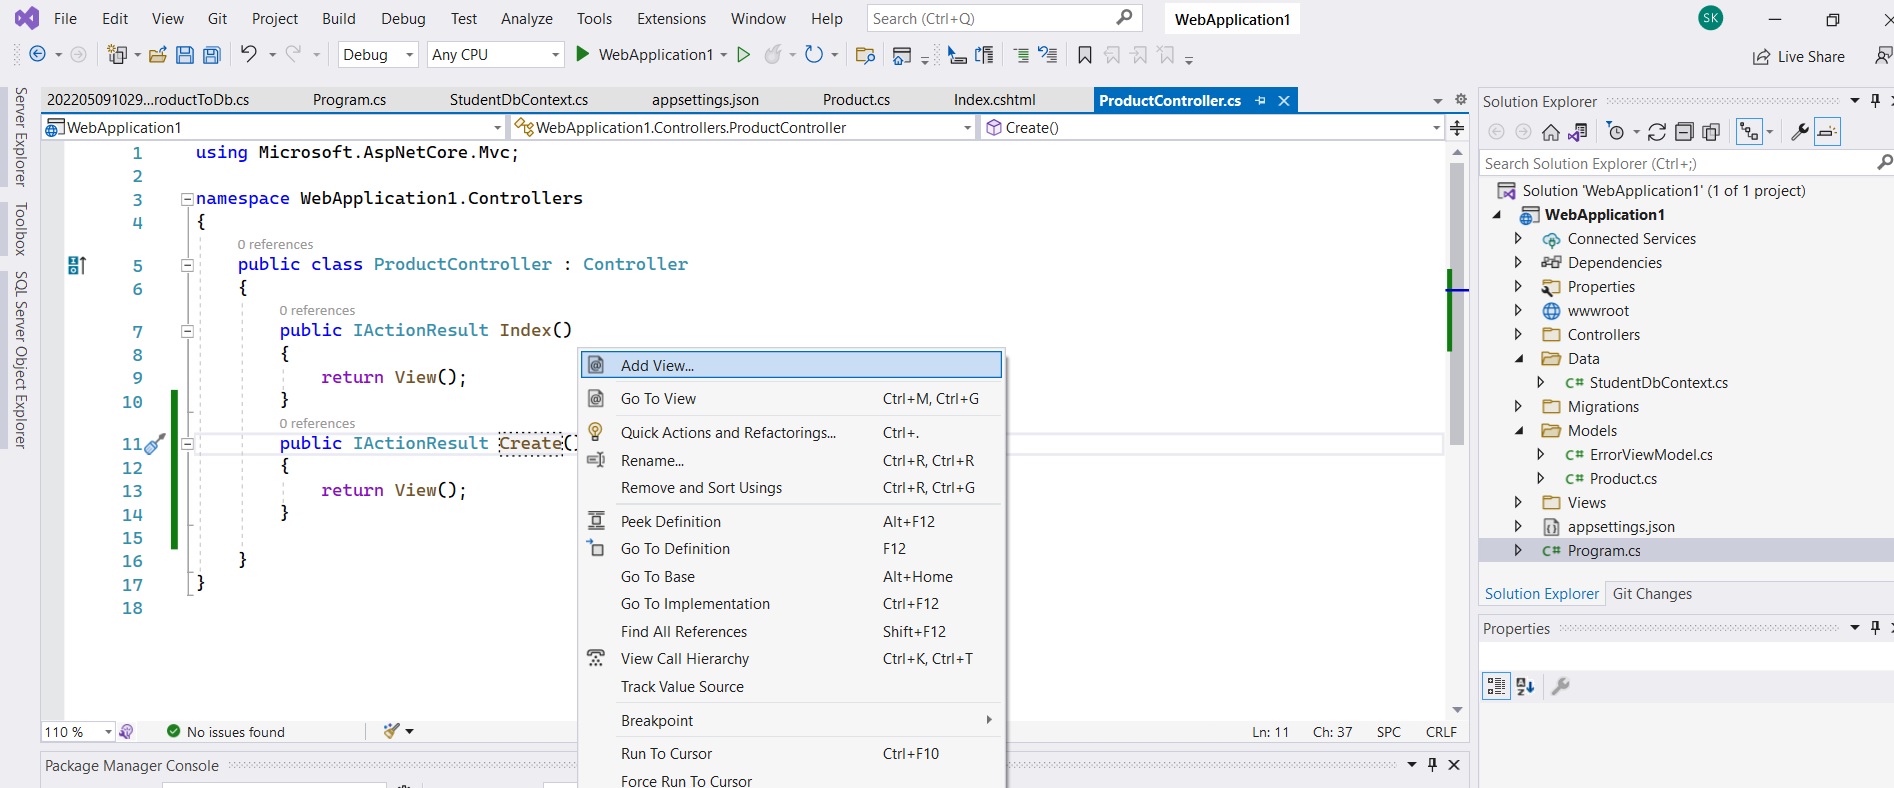 File Edit View Git Project Build Debug Test Analyze Tools Extensions Window Help Search (Ctrl+Q) WebApplication1 SK
Debug Any CPU WebApplication1 Live Share
202205091029...roductToDb.cs Program.cs StudentDbContext.cs appsettings.json Product.cs Index.cshtml ProductController.cs
WebApplication1 WebApplication1.Controllers.ProductController Create()
Server Explorer
Toolbox
SQL Server Object Explorer
1 using Microsoft.AspNetCore.Mvc;
2
3 namespace WebApplication1.Controllers
4 {
0 references
5 public class ProductController : Controller
6 {
0 references
7 public IActionResult Index()
8 {
9 return View();
10 }
0 references
11 public IActionResult Create()
12 {
13 return View();
14 }
15
16 }
17 }
18
Add View...
Go To View Ctrl+M, Ctrl+G
Quick Actions and Refactorings... Ctrl+.
Rename... Ctrl+R, Ctrl+R
Remove and Sort Usings Ctrl+R, Ctrl+G
Peek Definition Alt+F12
Go To Definition F12
Go To Base Alt+Home
Go To Implementation Ctrl+F12
Find All References Shift+F12
View Call Hierarchy Ctrl+K, Ctrl+T
Track Value Source
Breakpoint
Run To Cursor Ctrl+F10
Force Run To Cursor
110 % No issues found Ln: 11 Ch: 37 SPC CRLF
Package Manager Console
Solution Explorer
Search Solution Explorer (Ctrl+;)
Solution 'WebApplication1' (1 of 1 project)
WebApplication1
Connected Services
Dependencies
Properties
wwwroot
Controllers
Data
C# StudentDbContext.cs
Migrations
Models
C# ErrorViewModel.cs
C# Product.cs
Views
appsettings.json
C# Program.cs
Solution Explorer Git Changes
Properties